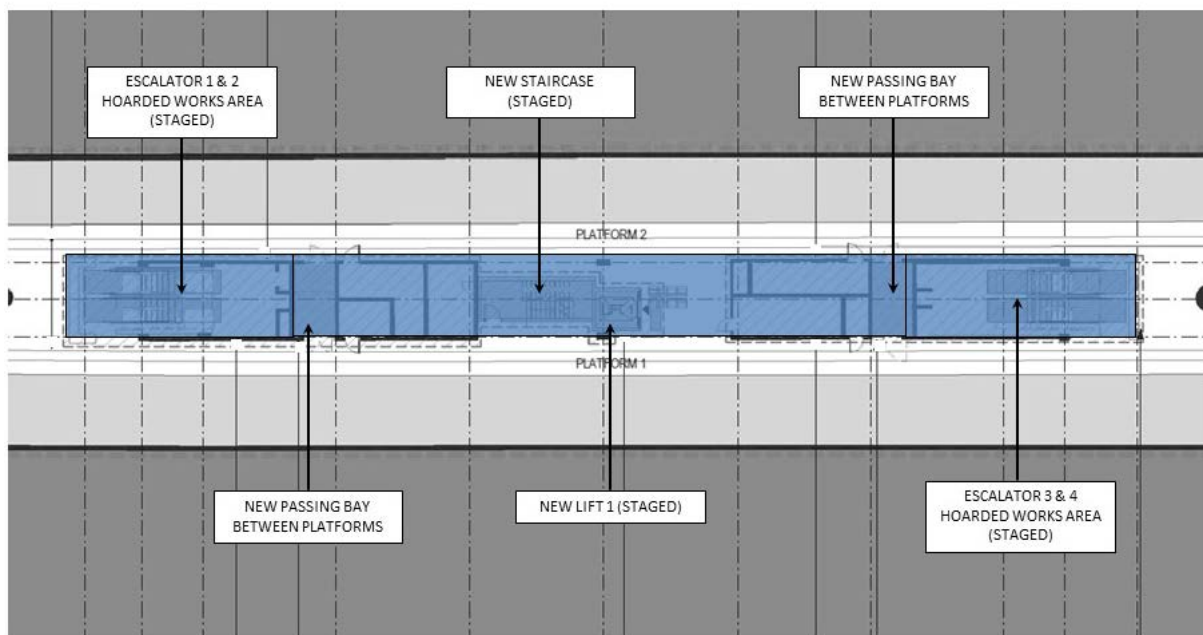 ESCALATOR 1 & 2
HOARDED WORKS AREA
(STAGED)
NEW STAIRCASE
(STAGED)
NEW PASSING BAY
BETWEEN PLATFORMS
PLATFORM 2
PLATFORM 1
NEW PASSING BAY
BETWEEN PLATFORMS
NEW LIFT 1 (STAGED)
ESCALATOR 3 & 4
HOARDED WORKS AREA
(STAGED)